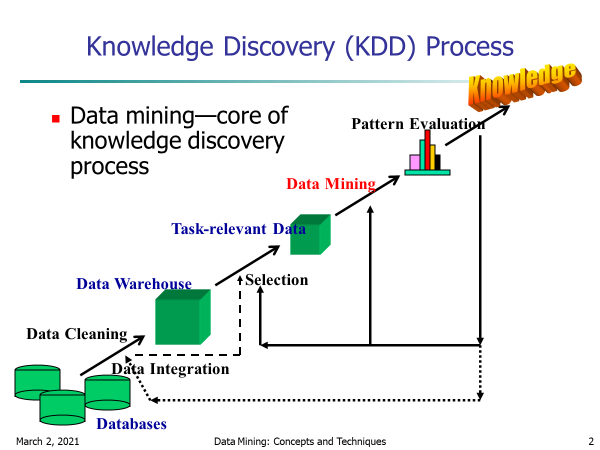 Knowledge Discovery (KDD) Process
Knowledge
Data mining—core of
knowledge discovery
process
Pattern Evaluation
Data Mining
Task-relevant Data
Data Warehouse
Selection
Data Cleaning
Data Integration
Databases
March 2, 2021
Data Mining: Concepts and Techniques
2